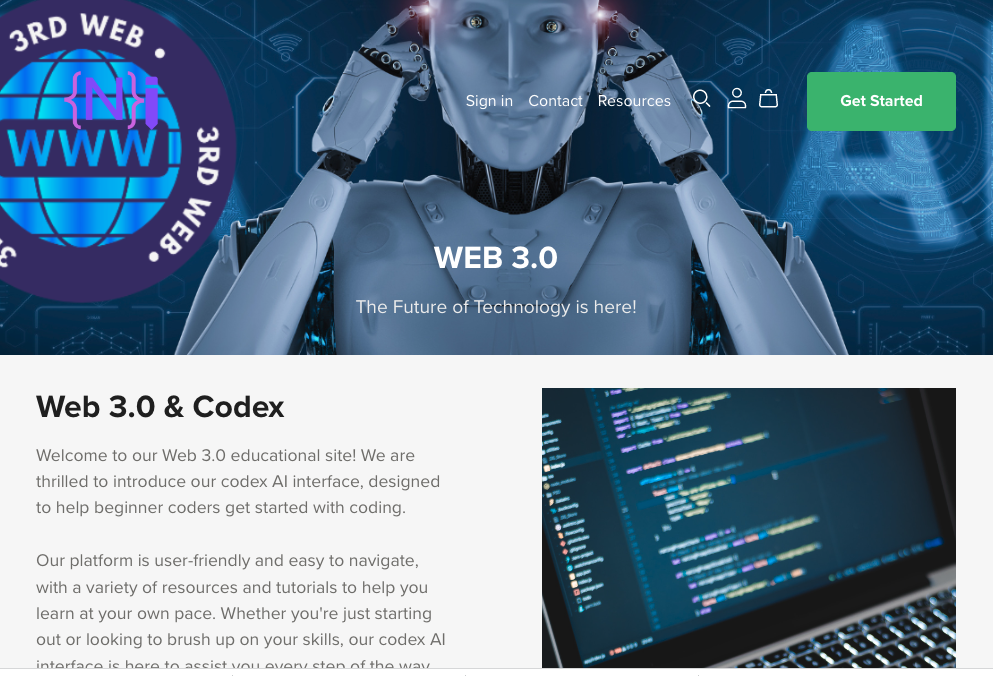 3RD WEB •
{N}i
WWW
3RD WEB •
Sign in Contact Resources
Get Started
WEB 3.0
The Future of Technology is here!
Web 3.0 & Codex
Welcome to our Web 3.0 educational site! We are
thrilled to introduce our codex AI interface, designed
to help beginner coders get started with coding.
Our platform is user-friendly and easy to navigate,
with a variety of resources and tutorials to help you
learn at your own pace. Whether you're just starting
out or looking to brush up on your skills, our codex AI
interface is here to assist you every step of the way.